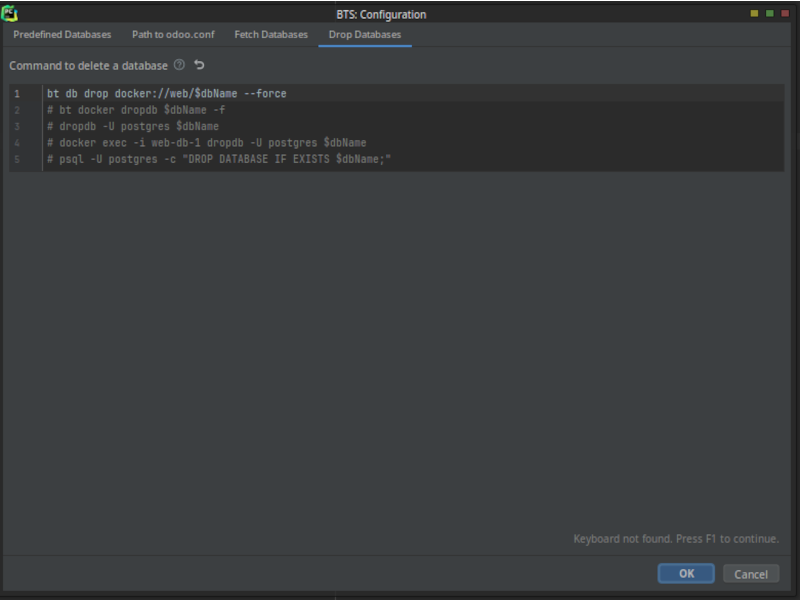 BTS: Configuration
Predefined Databases Path to odoo.conf Fetch Databases Drop Databases
Command to delete a database
1 bt db drop docker://web/$dbName --force
2 # bt docker dropdb $dbName -f
3 # dropdb -U postgres $dbName
4 # docker exec -i web-db-1 dropdb -U postgres $dbName
5 # psql -U postgres -c "DROP DATABASE IF EXISTS $dbName;"
Keyboard not found. Press F1 to continue.
OK Cancel